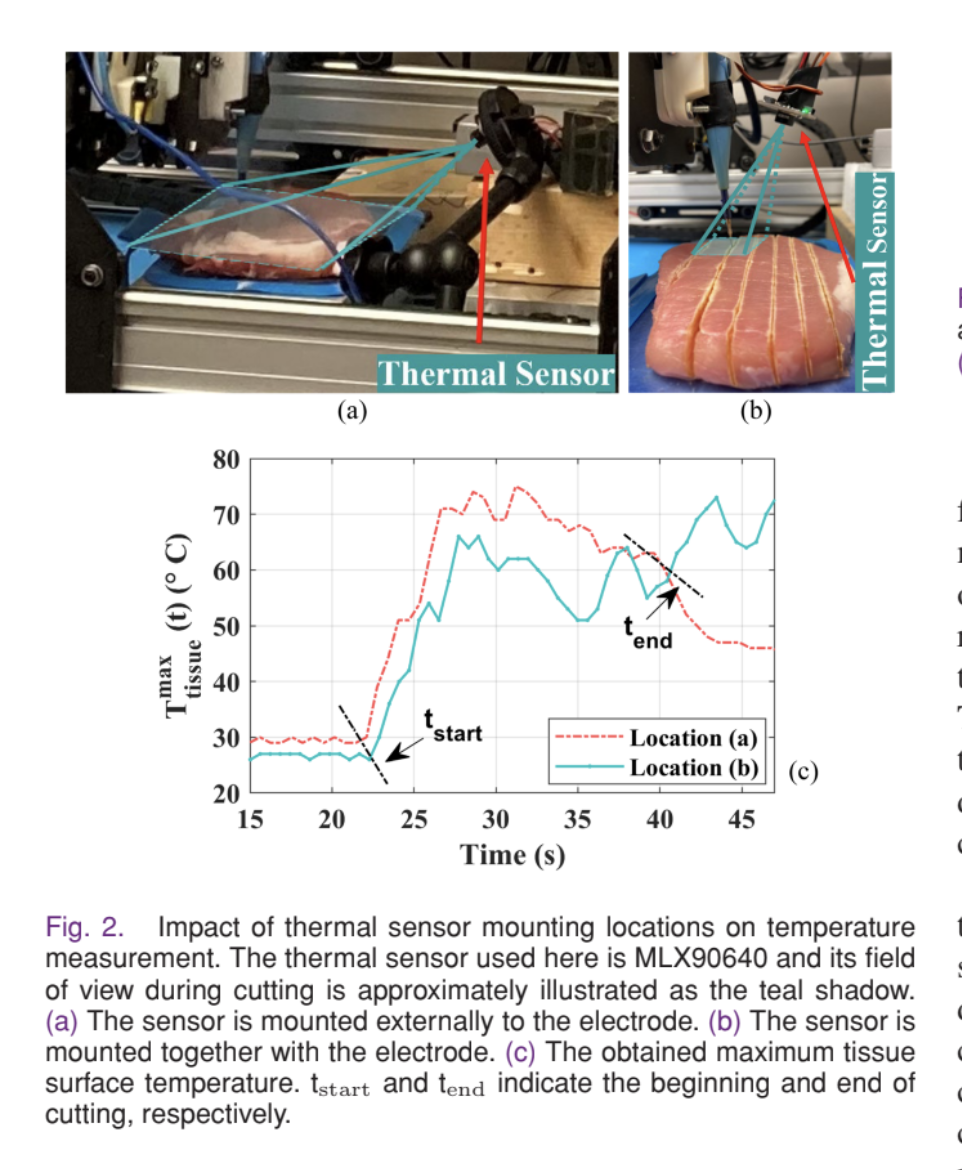 Thermal Sensor
Thermal Sensor
(a)
(b)
80
70
60
50
40
30
20
T_tissue^max (t) (° C)
t_end
t_start
Location (a)
Location (b)
(c)
15 20 25 30 35 40 45
Time (s)
Fig. 2. Impact of thermal sensor mounting locations on temperature
measurement. The thermal sensor used here is MLX90640 and its field
of view during cutting is approximately illustrated as the teal shadow.
(a) The sensor is mounted externally to the electrode. (b) The sensor is
mounted together with the electrode. (c) The obtained maximum tissue
surface temperature. t_start and t_end indicate the beginning and end of
cutting, respectively.